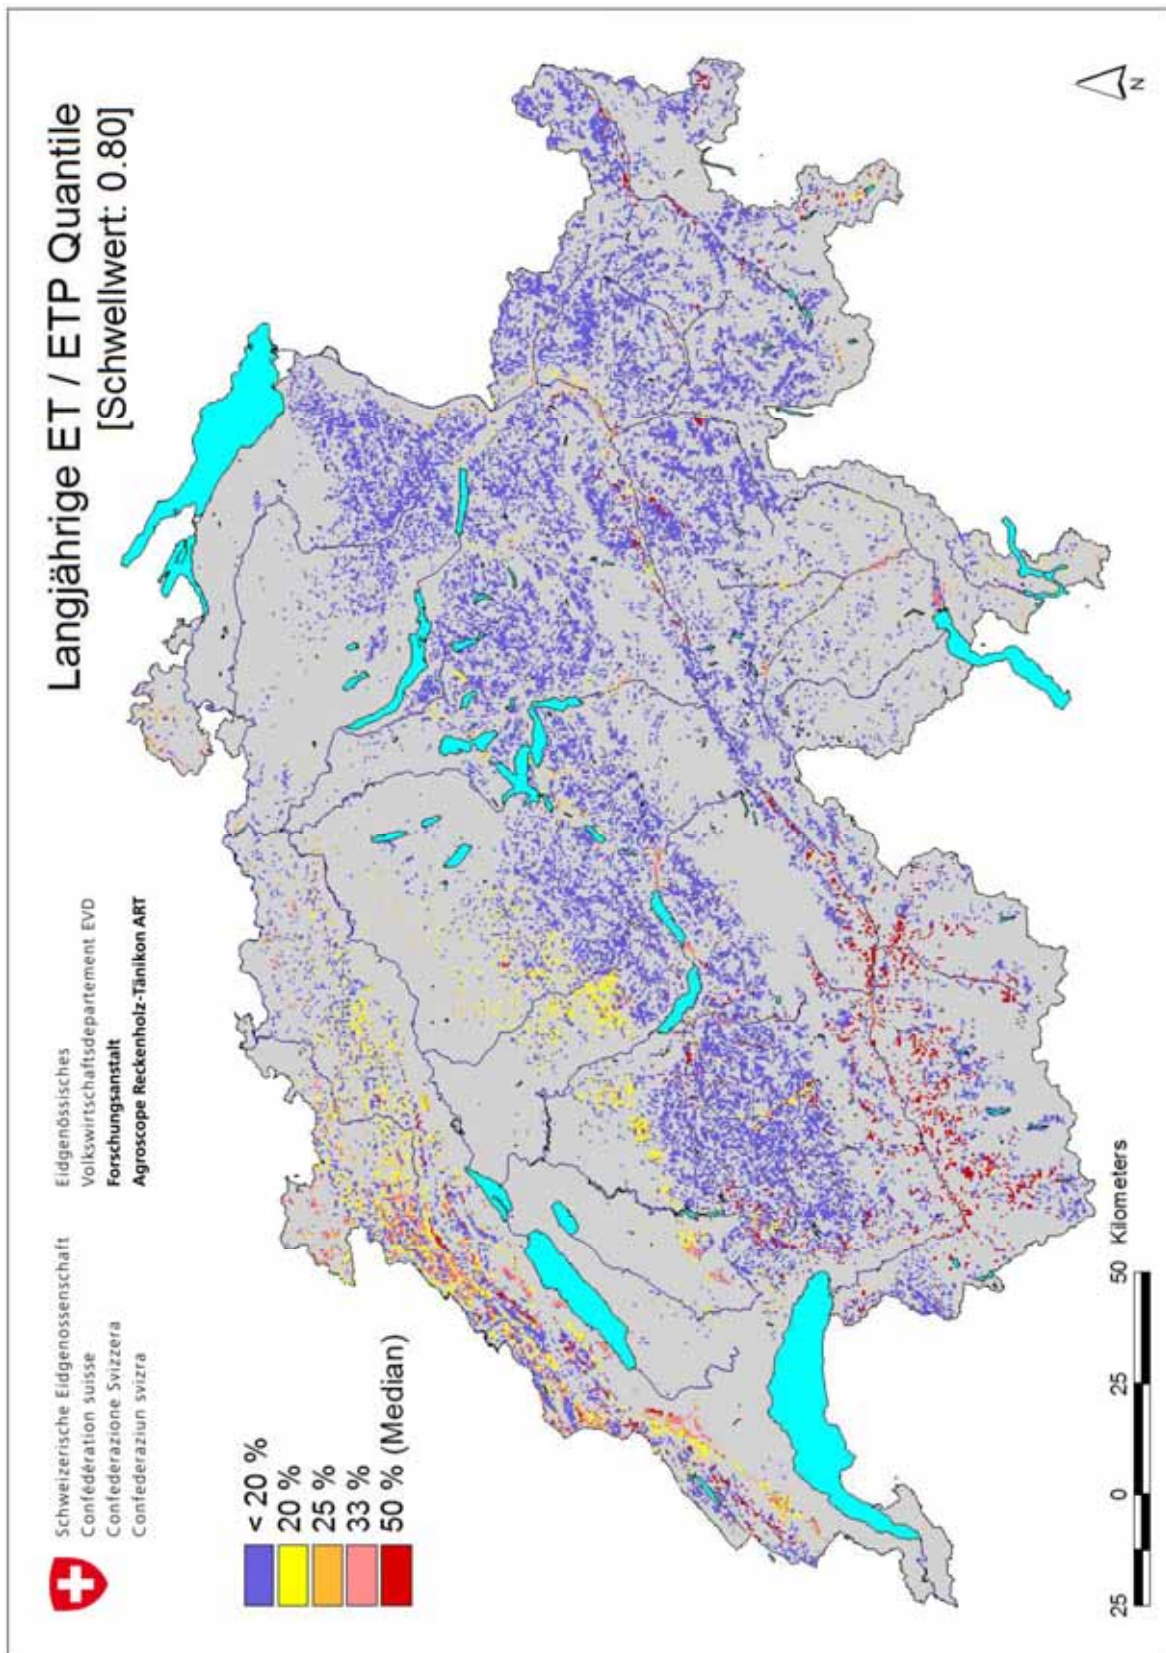 Schweizerische Eidgenossenschaft
Confédération suisse
Confederazione Svizzera
Confederaziun svizra
Eidgenössisches
Volkswirtschaftsdepartement EVD
Forschungsanstalt
Agroscope Reckenholz-Tänikon ART
Langjährige ET / ETP Quantile
[Schwellwert: 0.80]
< 20 %
20 %
25 %
33 %
50 % (Median)
25 0 25 50 Kilometers
N